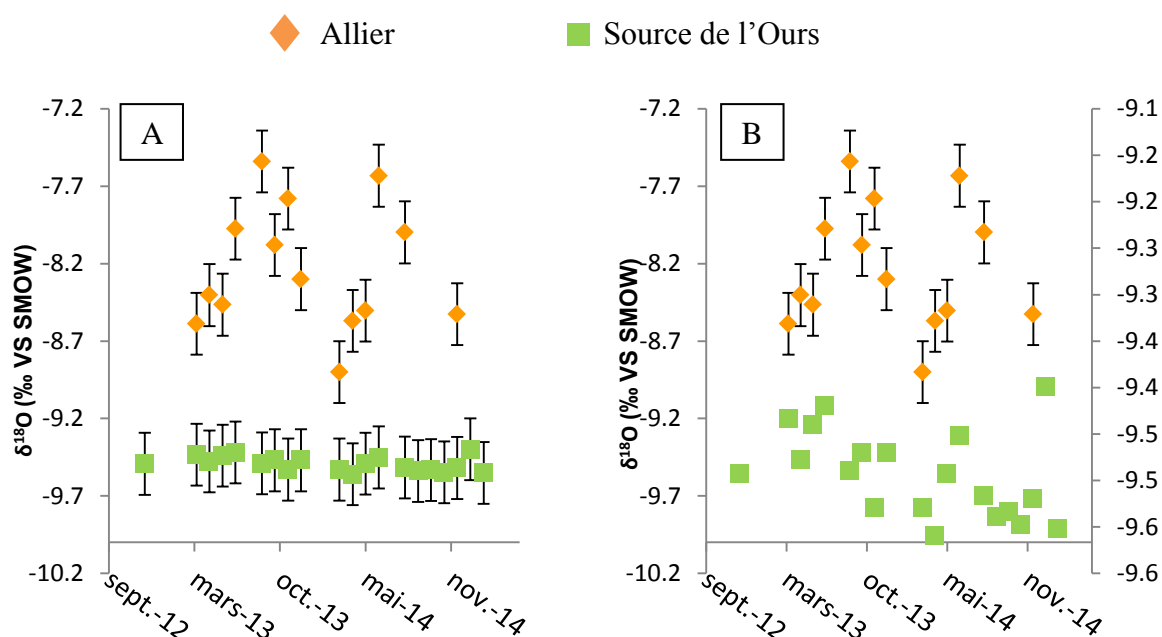 Allier
Source de l'Ours
A
-7.2
-7.7
-8.2
-8.7
-9.2
-9.7
-10.2
δ¹⁸O (‰ VS SMOW)
sept.-12
mars-13
oct.-13
mai-14
nov.-14
B
-7.2
-7.7
-8.2
-8.7
-9.2
-9.7
-10.2
δ¹⁸O (‰ VS SMOW)
-9.1
-9.2
-9.2
-9.3
-9.3
-9.4
-9.4
-9.5
-9.5
-9.6
-9.6
sept.-12
mars-13
oct.-13
mai-14
nov.-14